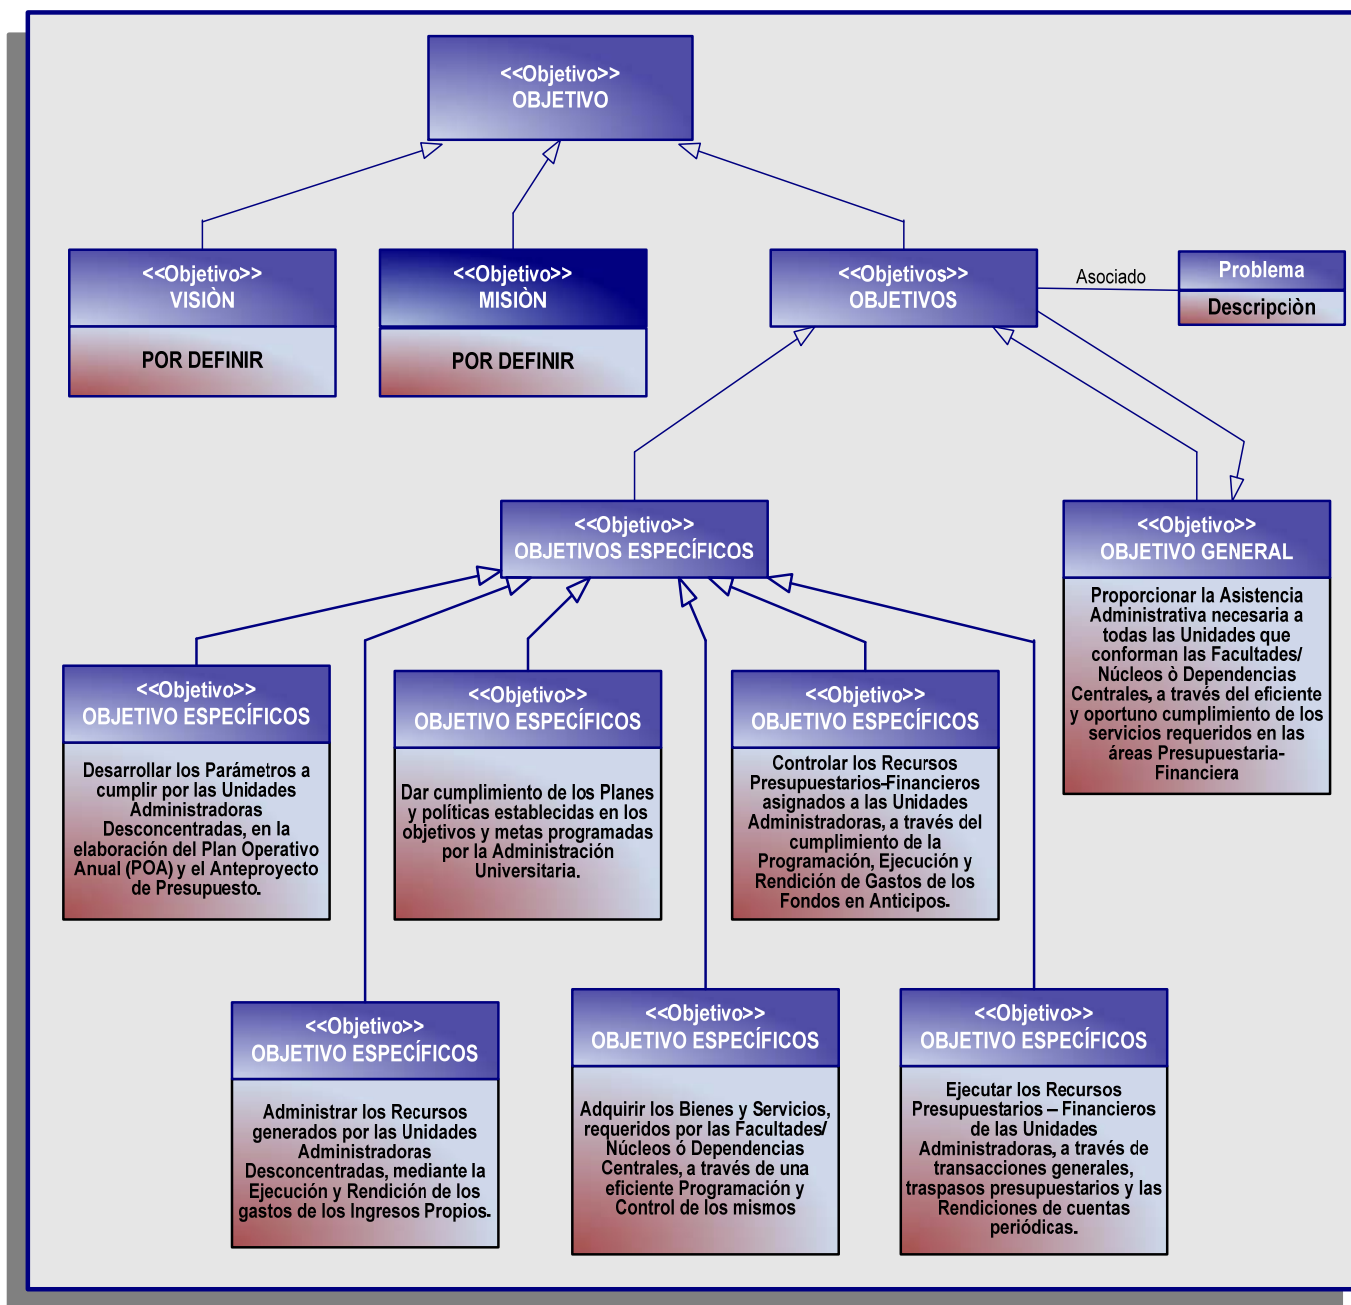 <<Objetivo>>
OBJETIVO
<<Objetivo>>
VISIÒN
POR DEFINIR
<<Objetivo>>
MISIÒN
POR DEFINIR
<<Objetivos>>
OBJETIVOS
Asociado
Problema
Descripciòn
<<Objetivo>>
OBJETIVOS ESPECÍFICOS
<<Objetivo>>
OBJETIVO GENERAL
Proporcionar la Asistencia
Administrativa necesaria a
todas las Unidades que
conforman las Facultades/
Núcleos ò Dependencias
Centrales, a través del eficiente
y oportuno cumplimiento de los
servicios requeridos en las
áreas Presupuestaria-
Financiera
<<Objetivo>>
OBJETIVO ESPECÍFICOS
Desarrollar los Parámetros a
cumplir por las Unidades
Administradoras
Desconcentradas, en la
elaboración del Plan Operativo
Anual (POA) y el Anteproyecto
de Presupuesto.
<<Objetivo>>
OBJETIVO ESPECÍFICOS
Dar cumplimiento de los Planes
y políticas establecidas en los
objetivos y metas programadas
por la Administración
Universitaria.
<<Objetivo>>
OBJETIVO ESPECÍFICOS
Controlar los Recursos
Presupuestarios-Financieros
asignados a las Unidades
Administradoras, a través del
cumplimiento de la
Programación, Ejecución y
Rendición de Gastos de los
Fondos en Anticipos.
<<Objetivo>>
OBJETIVO ESPECÍFICOS
Administrar los Recursos
generados por las Unidades
Administradoras
Desconcentradas, mediante la
Ejecución y Rendición de los
gastos de los Ingresos Propios.
<<Objetivo>>
OBJETIVO ESPECÍFICOS
Adquirir los Bienes y Servicios,
requeridos por las Facultades/
Núcleos ó Dependencias
Centrales, a través de una
eficiente Programación y
Control de los mismos
<<Objetivo>>
OBJETIVO ESPECÍFICOS
Ejecutar los Recursos
Presupuestarios – Financieros
de las Unidades
Administradoras, a través de
transacciones generales,
traspasos presupuestarios y las
Rendiciones de cuentas
periódicas.